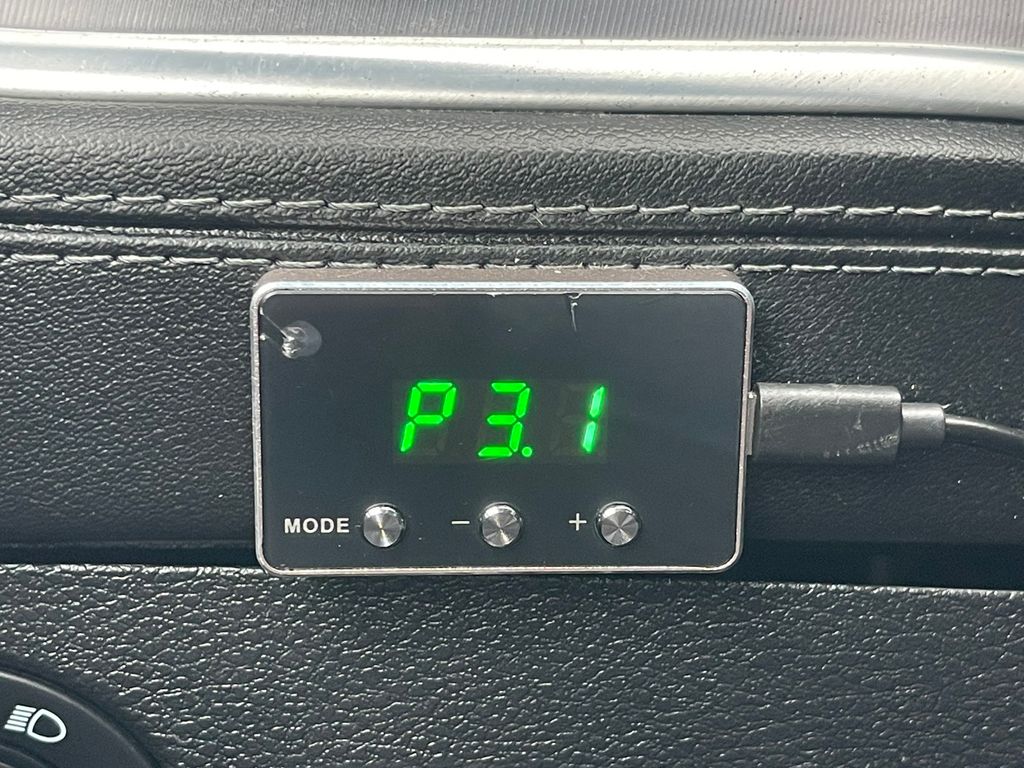 P3.1
MODE - +